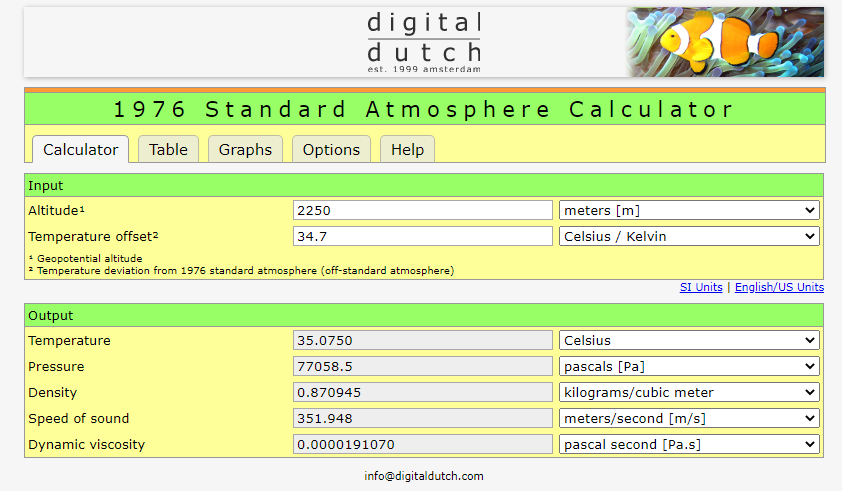 digital
dutch
est. 1999 amsterdam
1976 Standard Atmosphere Calculator
Calculator Table Graphs Options Help
Input
Altitude¹ 2250 meters [m]
Temperature offset² 34.7 Celsius / Kelvin
¹ Geopotential altitude
² Temperature deviation from 1976 standard atmosphere (off-standard atmosphere)
SI Units | English/US Units
Output
Temperature 35.0750 Celsius
Pressure 77058.5 pascals [Pa]
Density 0.870945 kilograms/cubic meter
Speed of sound 351.948 meters/second [m/s]
Dynamic viscosity 0.0000191070 pascal second [Pa.s]
info@digitaldutch.com